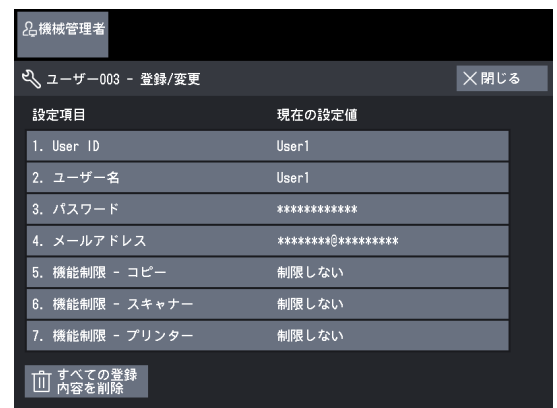 機械管理者
ユーザー003 - 登録/変更
閉じる
設定項目 現在の設定値
1. User ID User1
2. ユーザー名 User1
3. パスワード ************
4. メールアドレス ********@*********
5. 機能制限 - コピー 制限しない
6. 機能制限 - スキャナー 制限しない
7. 機能制限 - プリンター 制限しない
すべての登録
内容を削除